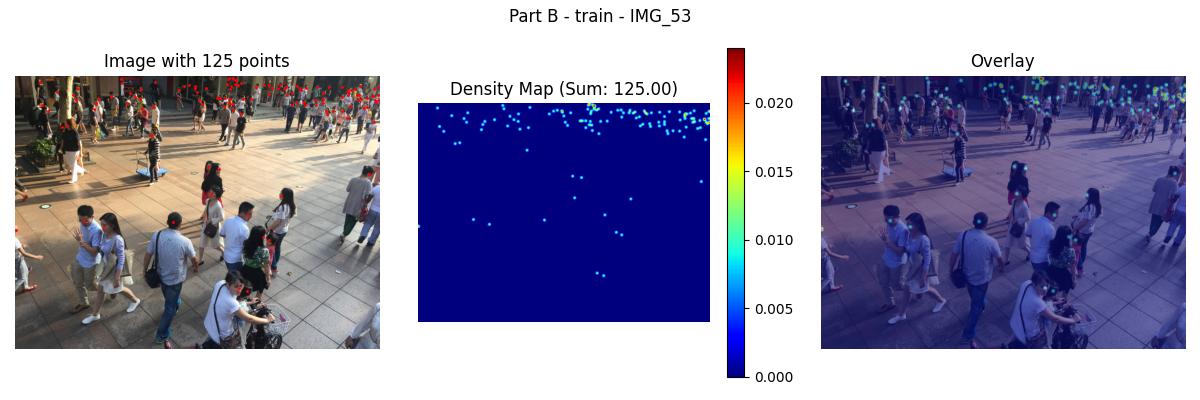 Part B - train - IMG_53
Image with 125 points
Density Map (Sum: 125.00)
Overlay
0.020
0.015
0.010
0.005
0.000